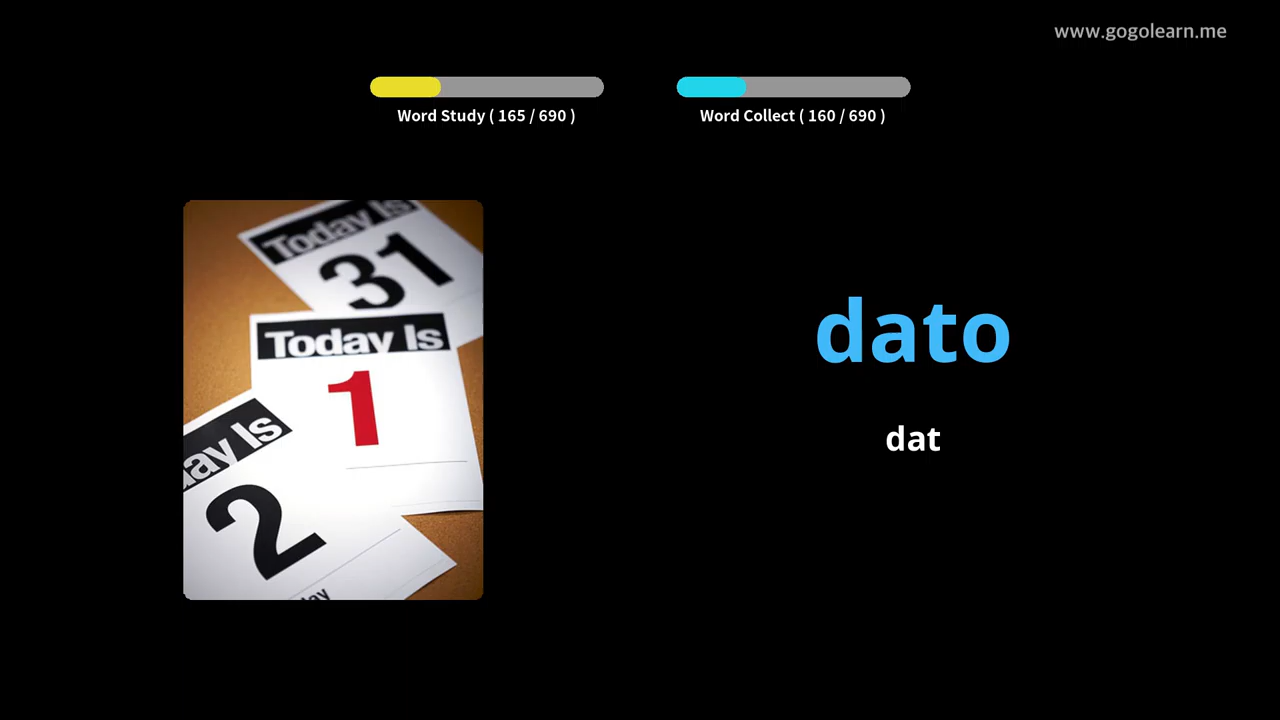 www.gogolearn.me
Word Study ( 165 / 690 )
Word Collect ( 160 / 690 )
Today Is
31
Today Is
1
day Is
2
dato
dat